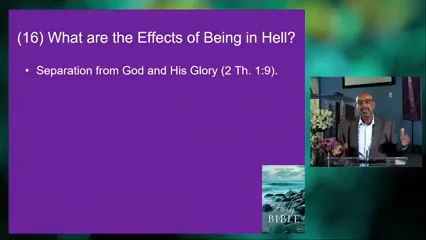 (16) What are the Effects of Being in Hell?
• Separation from God and His Glory (2 Th. 1:9).
Holy
BIBLE